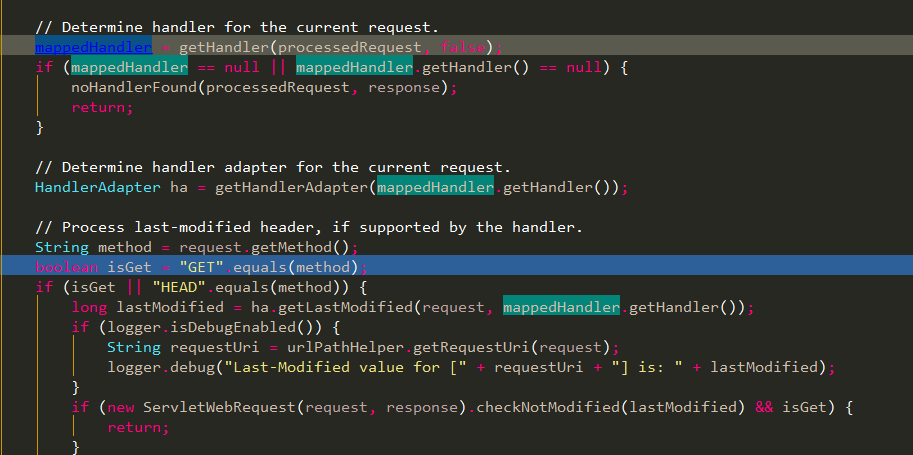 // Determine handler for the current request.
mappedHandler = getHandler(processedRequest, false);
if (mappedHandler == null || mappedHandler.getHandler() == null) {
noHandlerFound(processedRequest, response);
return;
}
// Determine handler adapter for the current request.
HandlerAdapter ha = getHandlerAdapter(mappedHandler.getHandler());
// Process last-modified header, if supported by the handler.
String method = request.getMethod();
boolean isGet = "GET".equals(method);
if (isGet || "HEAD".equals(method)) {
long lastModified = ha.getLastModified(request, mappedHandler.getHandler());
if (logger.isDebugEnabled()) {
String requestUri = urlPathHelper.getRequestUri(request);
logger.debug("Last-Modified value for [" + requestUri + "] is: " + lastModified);
}
if (new ServletWebRequest(request, response).checkNotModified(lastModified) && isGet) {
return;
}